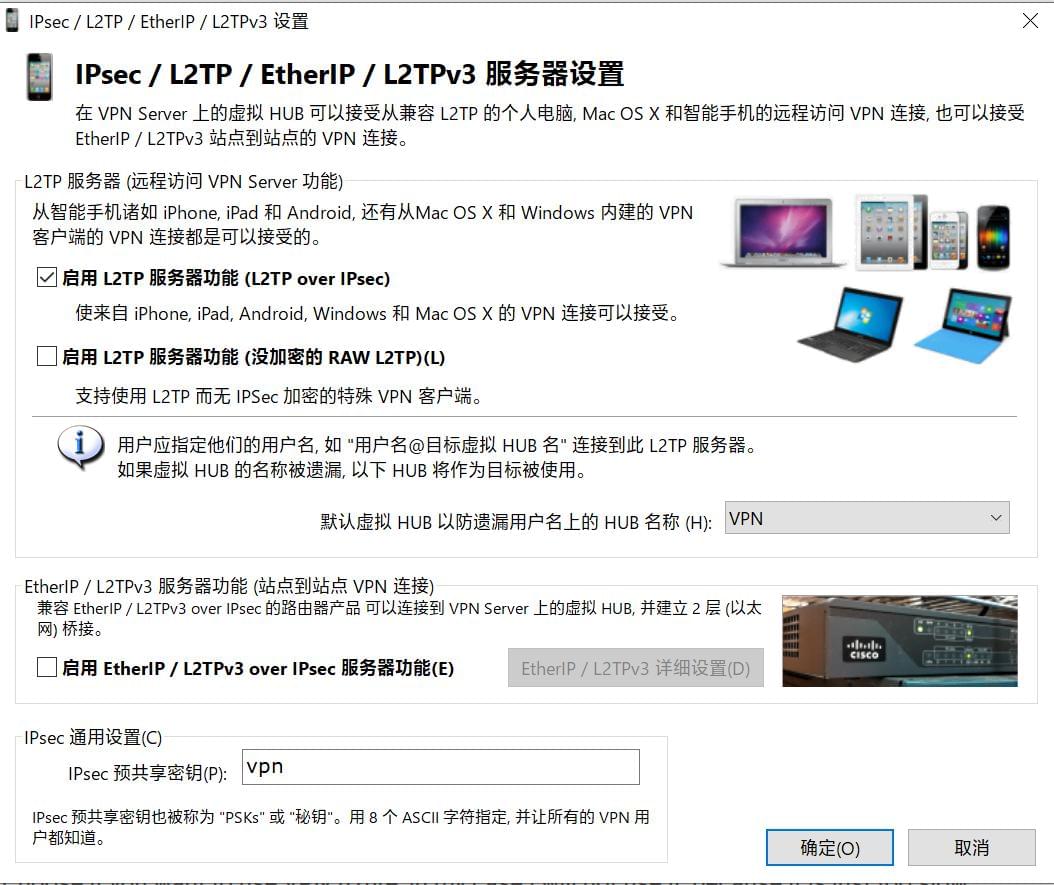 IPsec / L2TP / EtherIP / L2TPv3 设置
IPsec / L2TP / EtherIP / L2TPv3 服务器设置
在 VPN Server 上的虚拟 HUB 可以接受从兼容 L2TP 的个人电脑, Mac OS X 和智能手机的远程访问 VPN 连接, 也可以接受
EtherIP / L2TPv3 站点到站点的 VPN 连接。
L2TP 服务器 (远程访问 VPN Server 功能)
从智能手机诸如 iPhone, iPad 和 Android, 还有从Mac OS X 和 Windows 内建的 VPN
客户端的 VPN 连接都是可以接受的。
启用 L2TP 服务器功能 (L2TP over IPsec)
使来自 iPhone, iPad, Android, Windows 和 Mac OS X 的 VPN 连接可以接受。
启用 L2TP 服务器功能 (没加密的 RAW L2TP)(L)
支持使用 L2TP 而无 IPSec 加密的特殊 VPN 客户端。
用户应指定他们的用户名, 如 "用户名@目标虚拟 HUB 名" 连接到此 L2TP 服务器。
如果虚拟 HUB 的名称被遗漏, 以下 HUB 将作为目标被使用。
默认虚拟 HUB 以防遗漏用户名上的 HUB 名称 (H):
VPN
EtherIP / L2TPv3 服务器功能 (站点到站点 VPN 连接)
兼容 EtherIP / L2TPv3 over IPsec 的路由器产品 可以连接到 VPN Server 上的虚拟 HUB, 并建立 2 层 (以太
网) 桥接。
启用 EtherIP / L2TPv3 over IPsec 服务器功能(E)
EtherIP / L2TPv3 详细设置(D)
CISCO
IPsec 通用设置(C)
IPsec 预共享密钥(P):
vpn
IPsec 预共享密钥也被称为 "PSKs" 或 "秘钥"。用 8 个 ASCII 字符指定, 并让所有的 VPN 用
户都知道。
确定(O)
取消